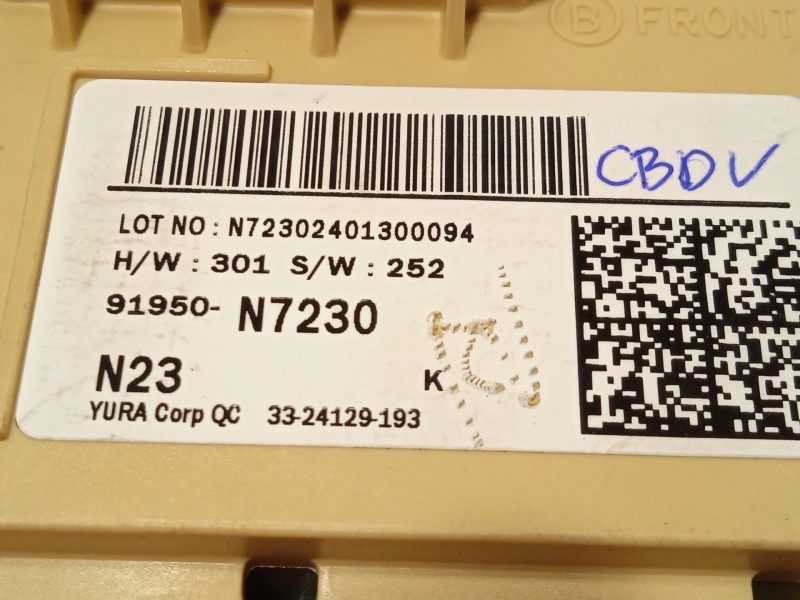 B FRONT
CBDV
LOT NO : N72302401300094
H/W : 301 S/W : 252
91950- N7230
N23
K
YURA Corp QC 33-24129-193